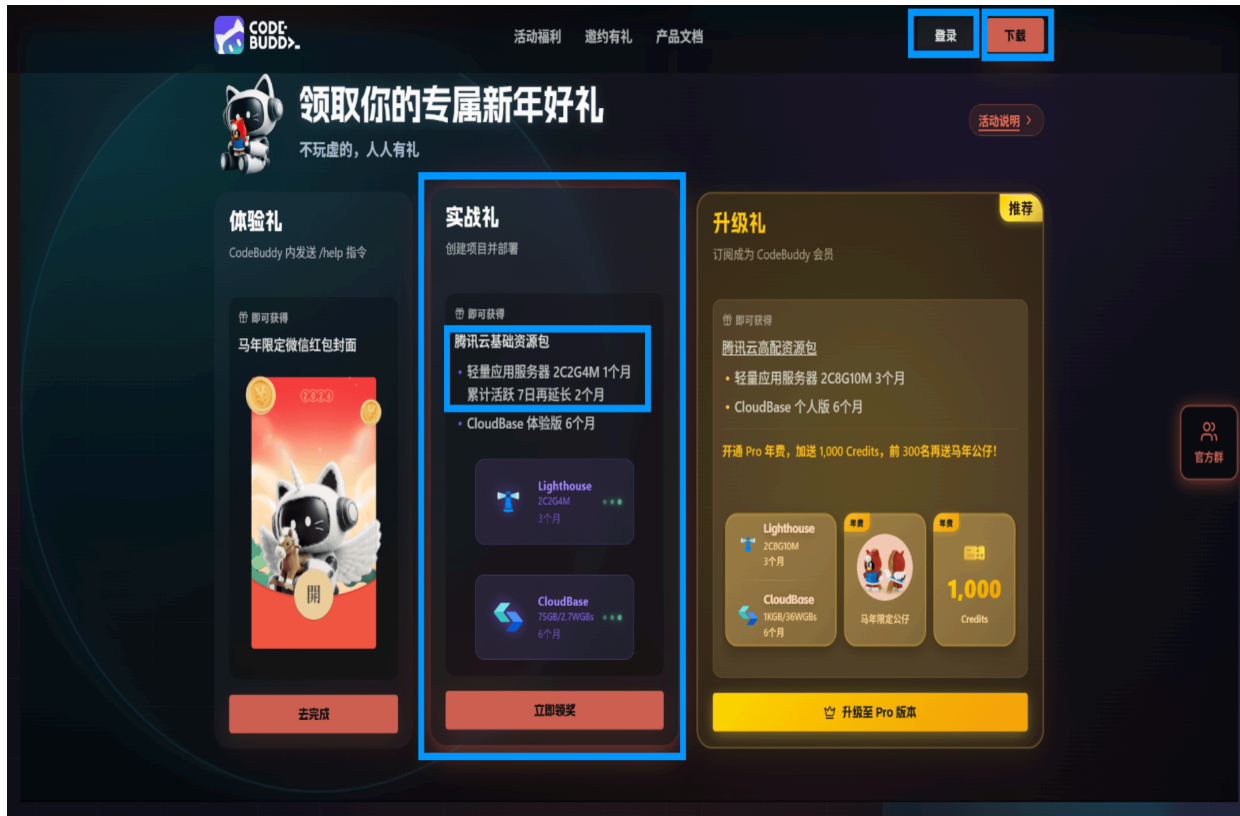 CODE-
BUDD>_
活动福利
邀约有礼
产品文档
登录
下载
领取你的专属新年好礼
不玩虚的，人人有礼
活动说明 >
体验礼
CodeBuddy 内发送 /help 指令
即可获得
马年限定微信红包封面
2026
開
去完成
实战礼
创建项目并部署
即可获得
腾讯云基础资源包
• 轻量应用服务器 2C2G4M 1个月
累计活跃 7日再延长 2个月
• CloudBase 体验版 6个月
Lighthouse
2C2G4M
3个月
CloudBase
75GB/2.7WGBs
6个月
立即领奖
推荐
升级礼
订阅成为 CodeBuddy 会员
即可获得
腾讯云高配资源包
• 轻量应用服务器 2C8G10M 3个月
• CloudBase 个人版 6个月
开通 Pro 年费，加送 1,000 Credits，前 300名再送马年公仔！
Lighthouse
2C8G10M
3个月
CloudBase
1KGB/36WGBs
6个月
年费
马年限定公仔
年费
1,000
Credits
升级至 Pro 版本
官方群